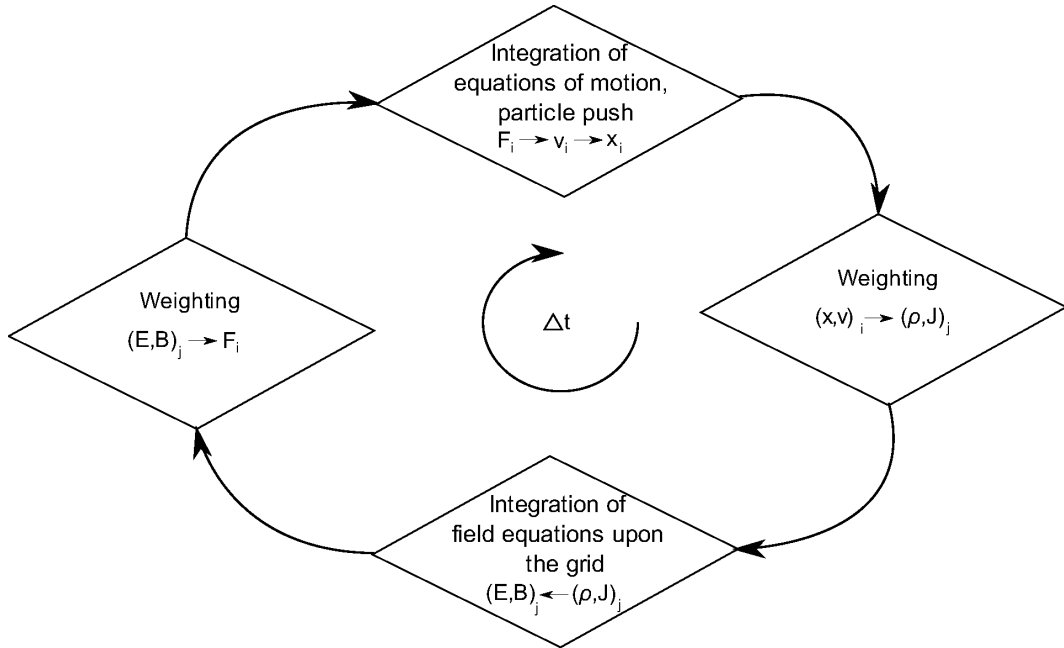 Integration of
equations of motion,
particle push
F_i → v_i → x_i
Weighting
(E,B)_j → F_i
Δt
Weighting
(x,v)_i → (ρ,J)_j
Integration of
field equations upon
the grid
(E,B)_j ← (ρ,J)_j